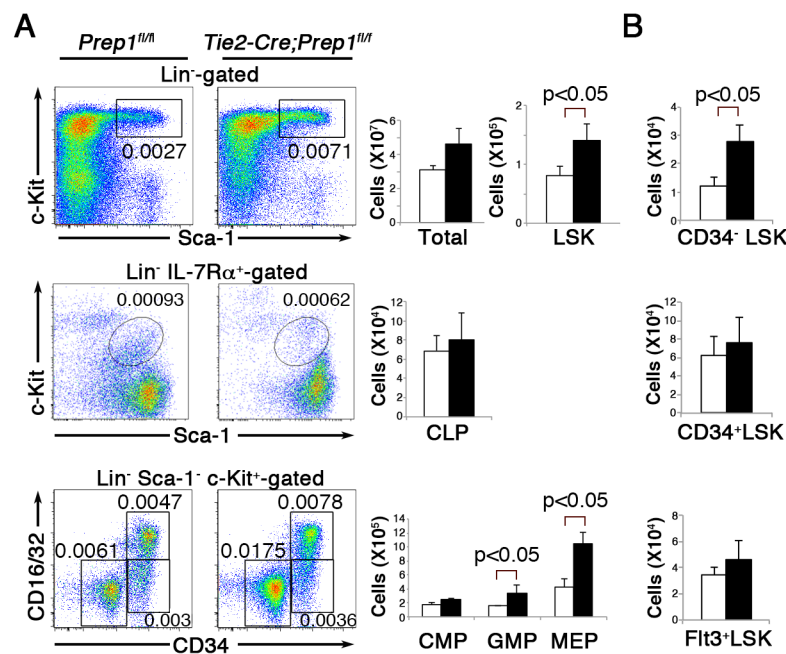 A
B
Prep1fl/fl
Tie2-Cre;Prep1fl/f
Lin--gated
0.0027
0.0071
c-Kit
Sca-1
Cells (X10⁷)
6
4
2
0
Total
p<0.05
Cells (X10⁵)
2
1
0
LSK
p<0.05
Cells (X10⁴)
4
3
2
1
0
CD34- LSK
Lin- IL-7Rα+-gated
0.00093
0.00062
c-Kit
Sca-1
Cells (X10⁴)
12
10
8
6
4
2
0
CLP
Cells (X10⁴)
12
10
8
6
4
2
0
CD34+LSK
Lin- Sca-1- c-Kit+-gated
0.0047
0.0078
0.0061
0.0175
0.003
0.0036
CD16/32
CD34
Cells (X10⁵)
14
12
10
8
6
4
2
0
p<0.05
p<0.05
CMP GMP MEP
Cells (X10⁴)
8
6
4
2
0
Flt3+LSK